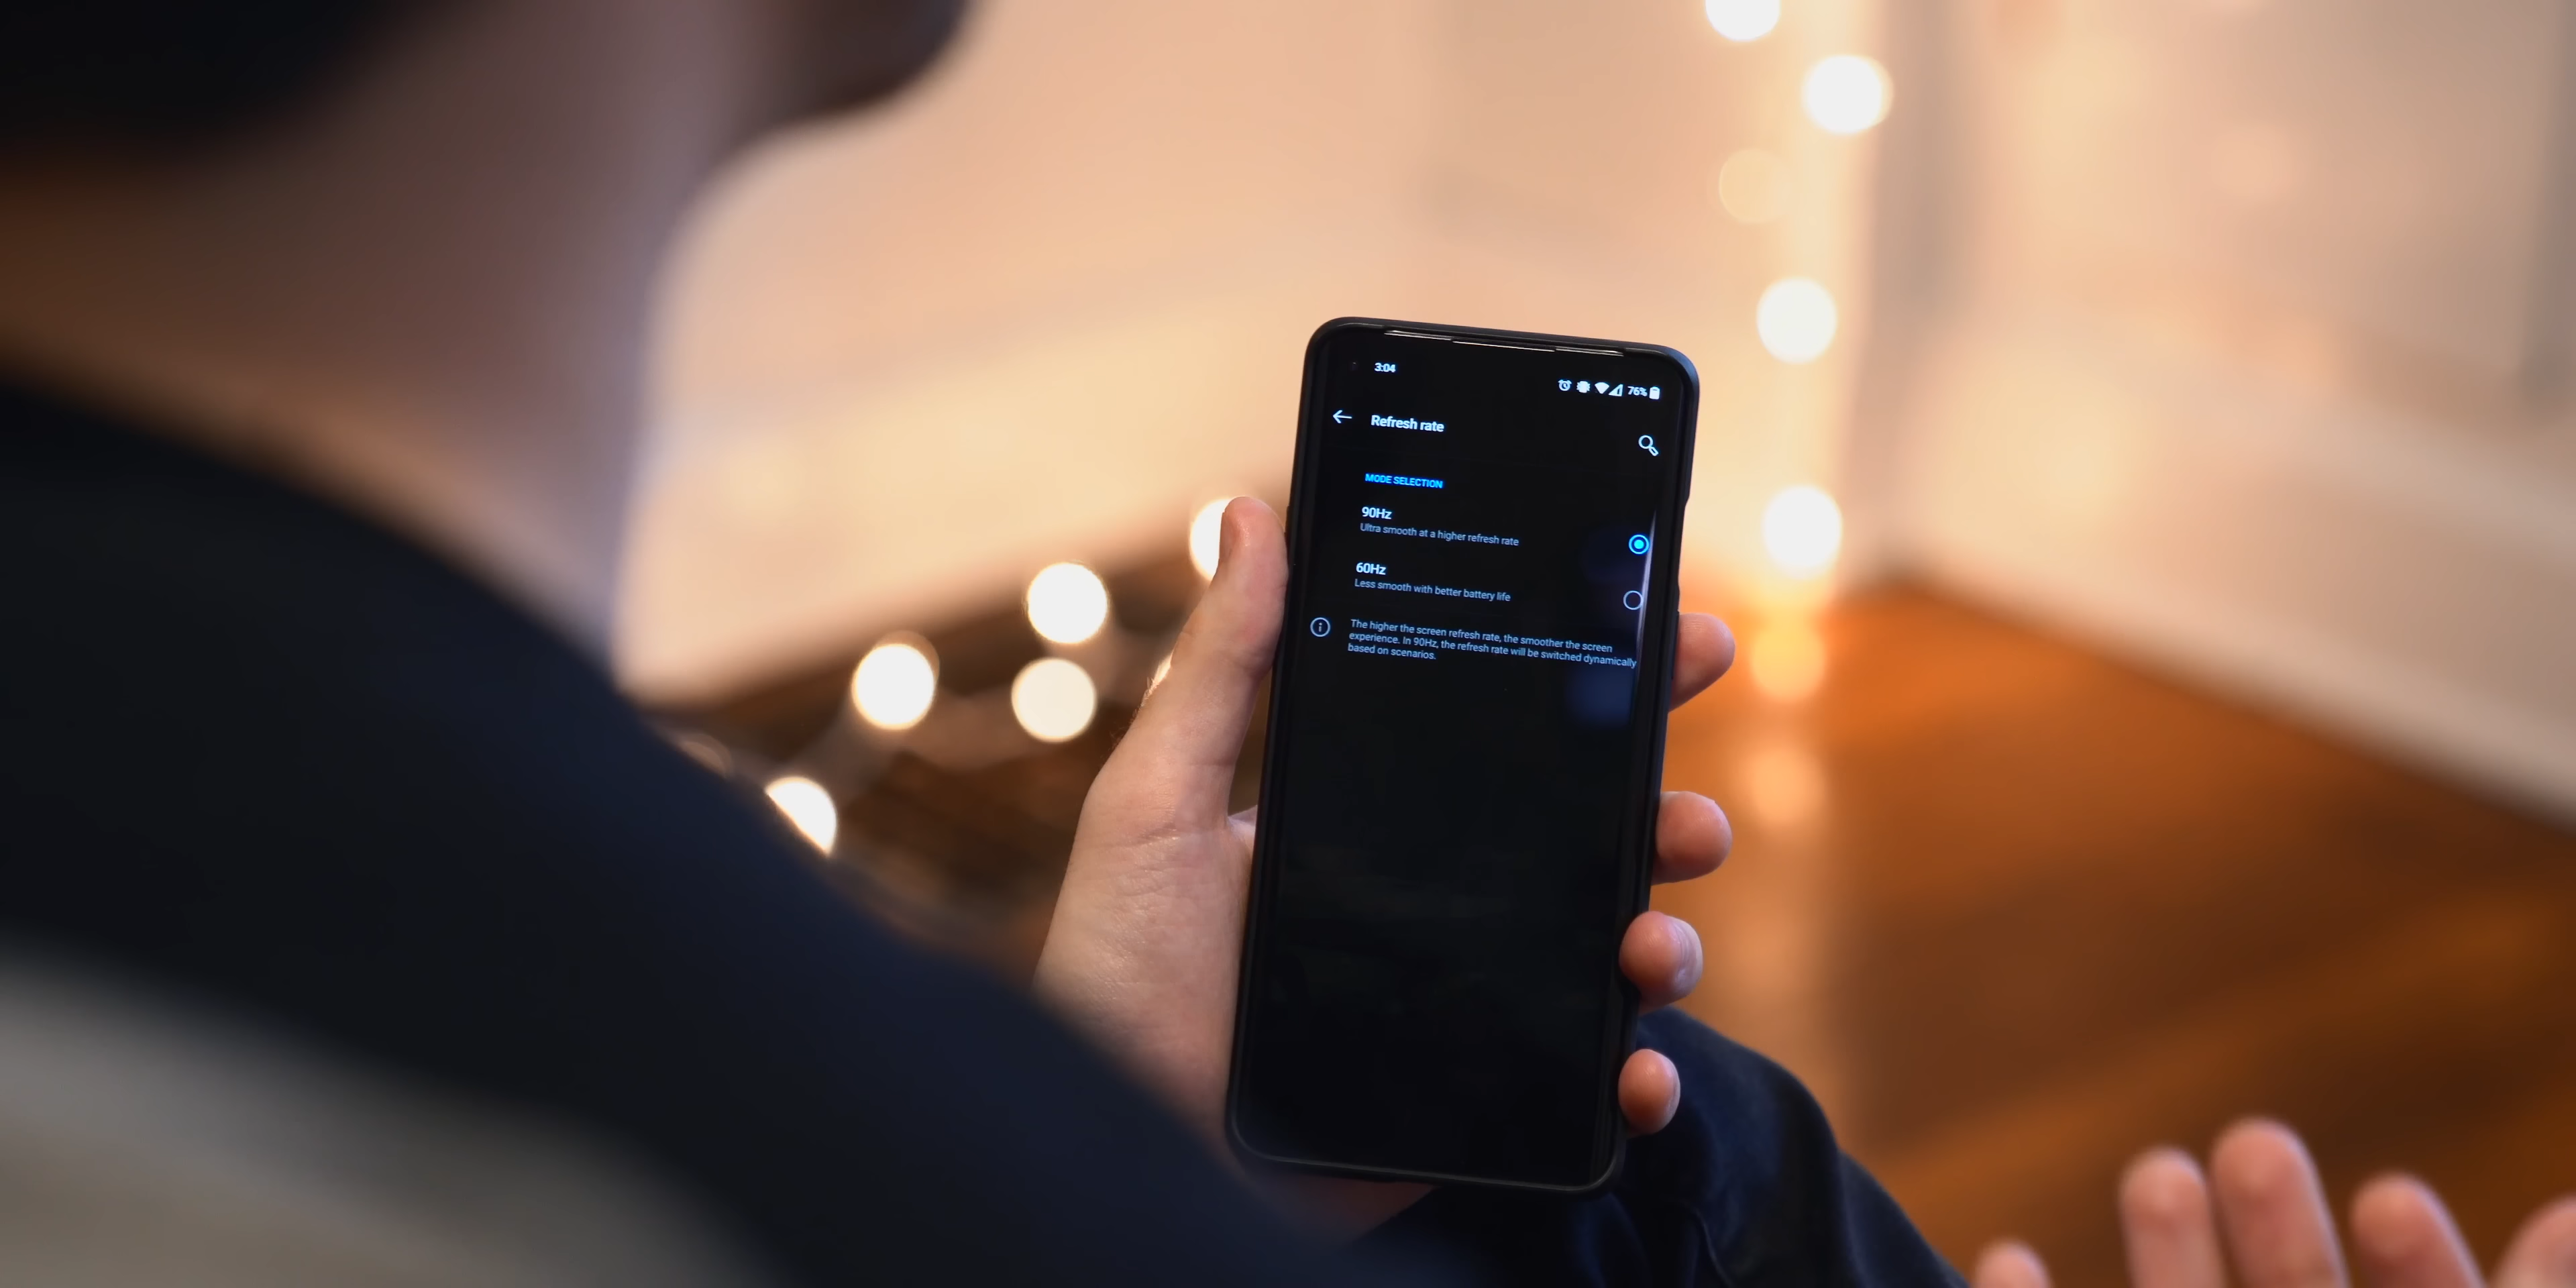 3:04
76%
Refresh rate
MODE SELECTION
90Hz
Ultra smooth at a higher refresh rate
60Hz
Less smooth with better battery life
The higher the screen refresh rate, the smoother the screen
experience. In 90Hz, the refresh rate will be switched dynamically
based on scenarios.